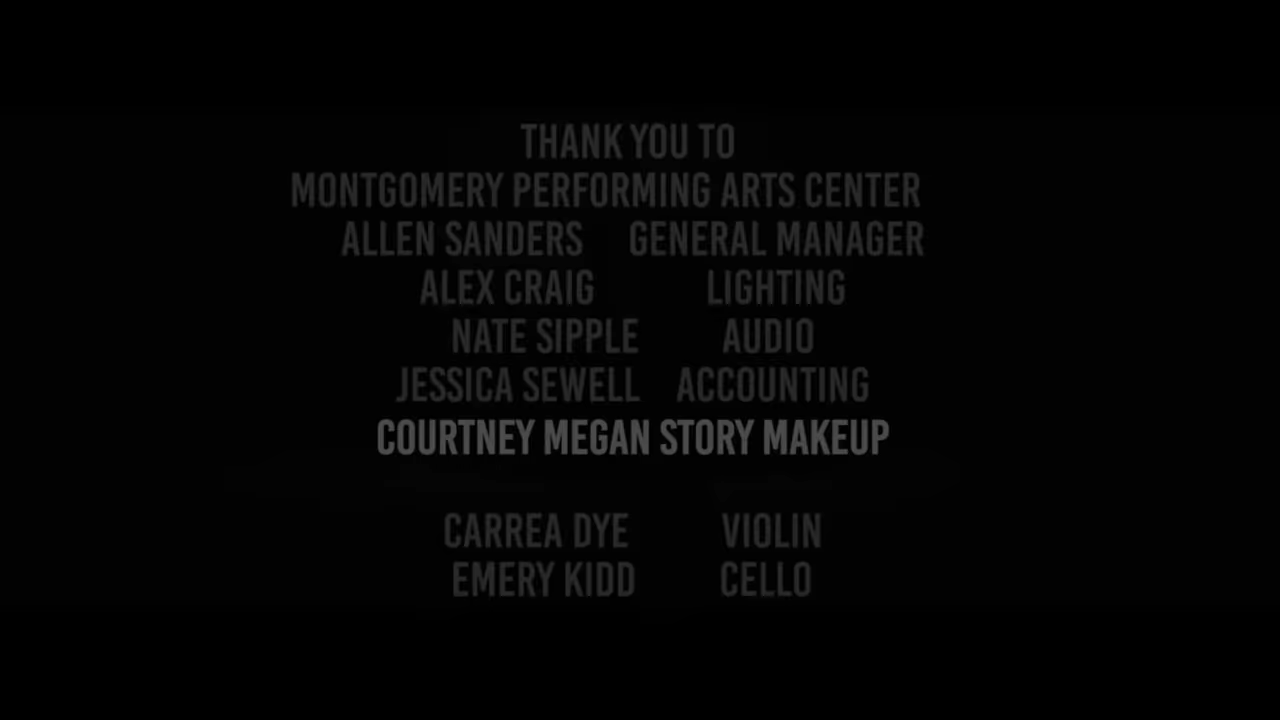 THANK YOU TO
MONTGOMERY PERFORMING ARTS CENTER
ALLEN SANDERS GENERAL MANAGER
ALEX CRAIG LIGHTING
NATE SIPPLE AUDIO
JESSICA SEWELL ACCOUNTING
COURTNEY MEGAN STORY MAKEUP
CARREA DYE VIOLIN
EMERY KIDD CELLO